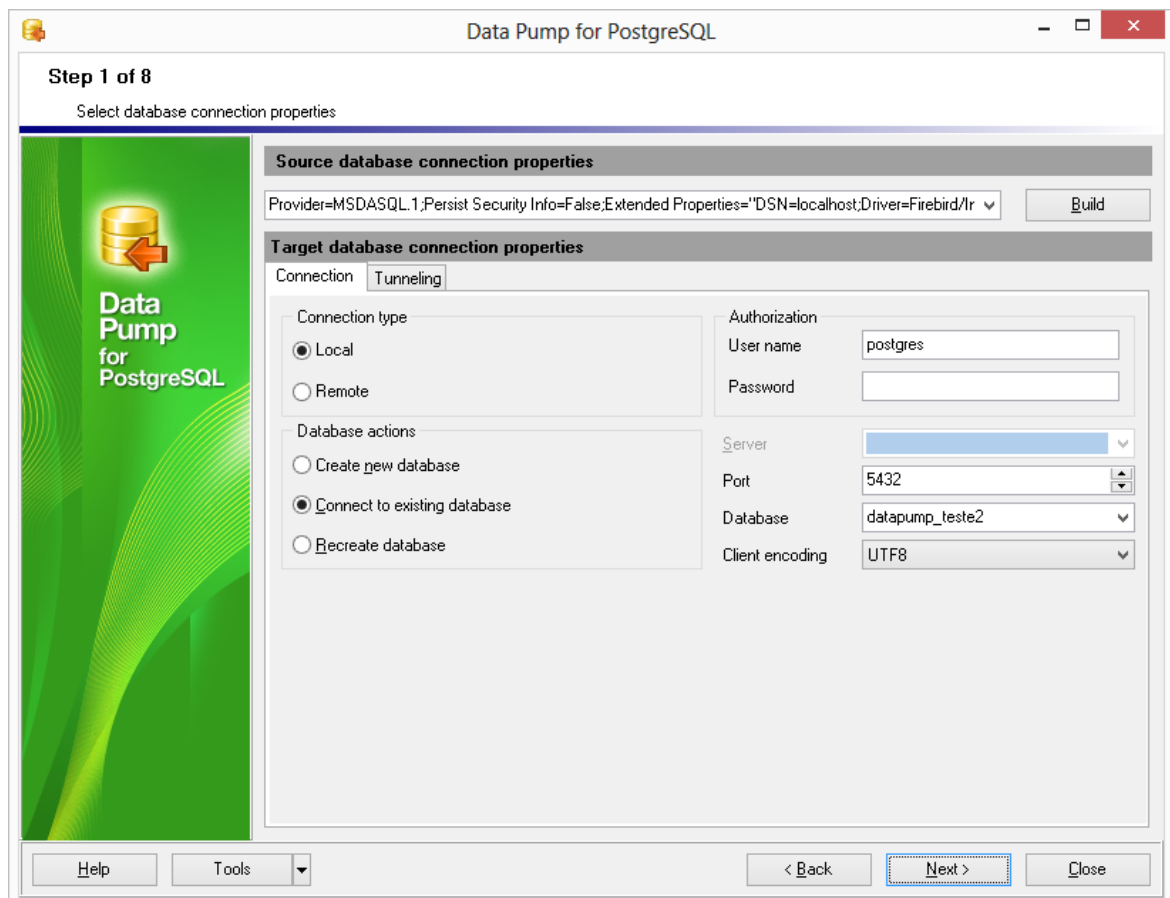 Data Pump for PostgreSQL
Step 1 of 8
Select database connection properties
Data
Pump
for
PostgreSQL
Source database connection properties
Provider=MSDASQL.1;Persist Security Info=False;Extended Properties="DSN=localhost;Driver=Firebird/Ir
Build
Target database connection properties
Connection Tunneling
Connection type
Local
Remote
Database actions
Create new database
Connect to existing database
Recreate database
Authorization
User name postgres
Password
Server
Port 5432
Database datapump_teste2
Client encoding UTF8
Help Tools < Back Next > Close